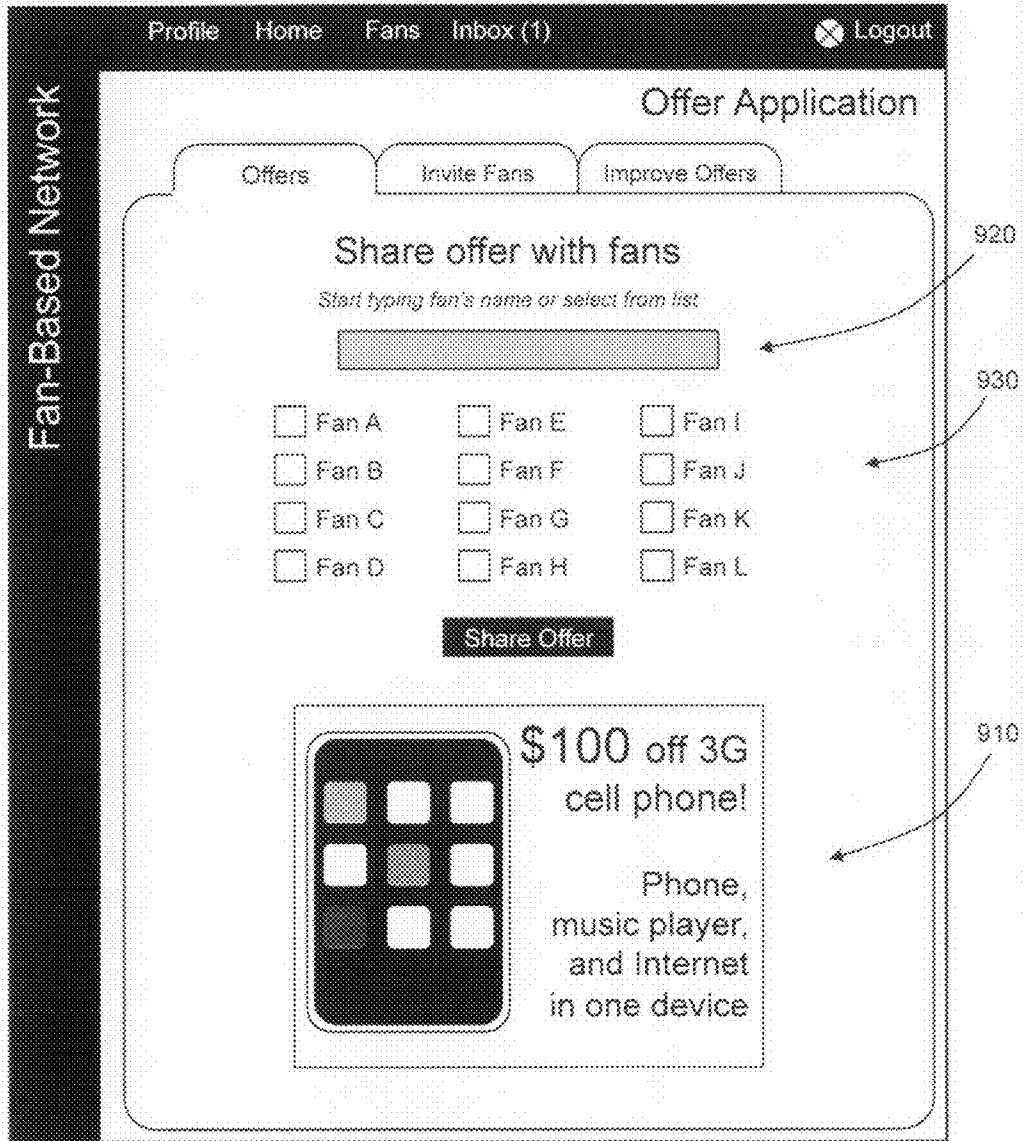 Profile Home Fans Inbox (1) Logout
Fan-Based Network
Offer Application
Offers Invite Fans Improve Offers
Share offer with fans
Start typing fan's name or select from list
920
930
Fan A Fan E Fan I
Fan B Fan F Fan J
Fan C Fan G Fan K
Fan D Fan H Fan L
Share Offer
$100 off 3G
cell phone!
910
Phone,
music player,
and Internet
in one device